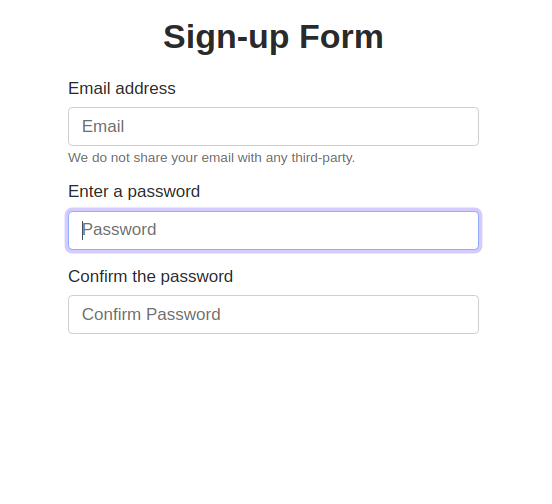 Sign-up Form
Email address
Email
We do not share your email with any third-party.
Enter a password
Password
Confirm the password
Confirm Password